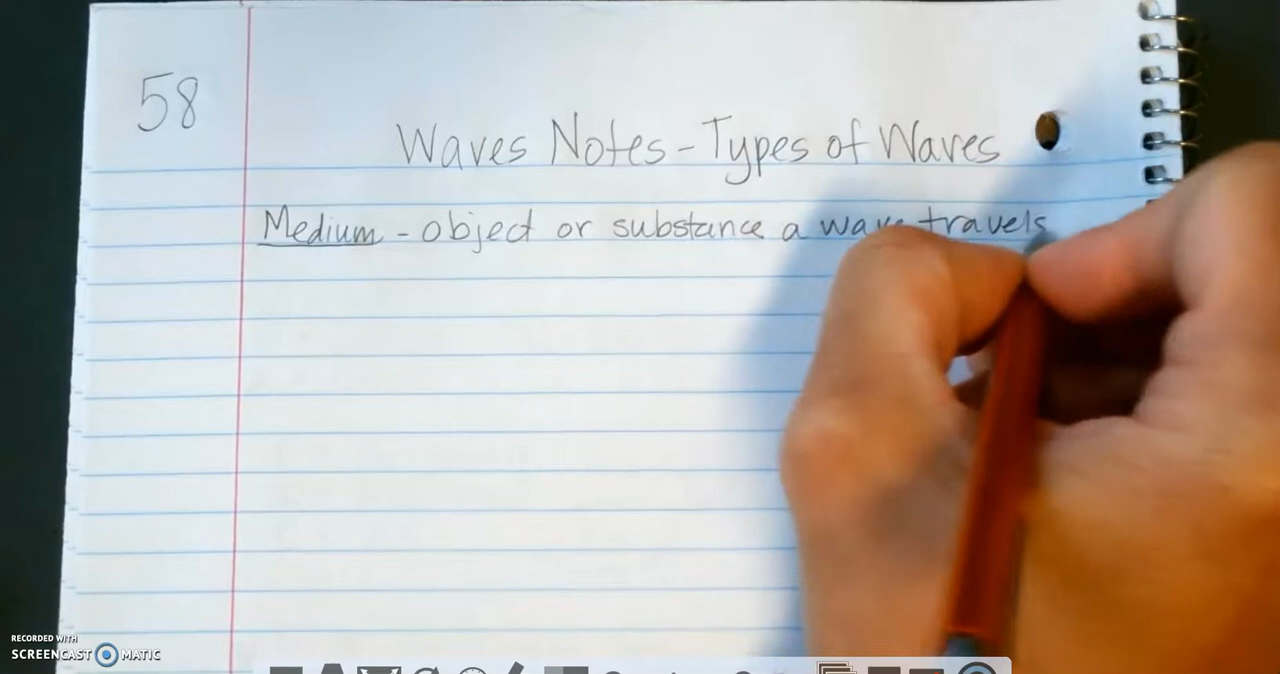 58
Waves Notes - Types of Waves
Medium - object or substance a wave travels
RECORDED WITH
SCREENCAST MATIC